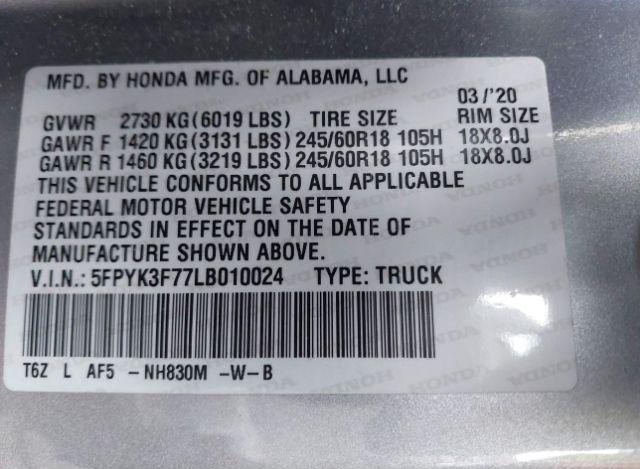 MFD. BY HONDA MFG. OF ALABAMA, LLC
03/'20
GVWR 2730 KG(6019 LBS) TIRE SIZE RIM SIZE
GAWR F 1420 KG(3131 LBS) 245/60R18 105H 18X8.0J
GAWR R 1460 KG(3219 LBS) 245/60R18 105H 18X8.0J
THIS VEHICLE CONFORMS TO ALL APPLICABLE
FEDERAL MOTOR VEHICLE SAFETY
STANDARDS IN EFFECT ON THE DATE OF
MANUFACTURE SHOWN ABOVE.
V.I.N.: 5FPYK3F77LB010024 TYPE: TRUCK
T6Z L AF5 -NH830M -W-B